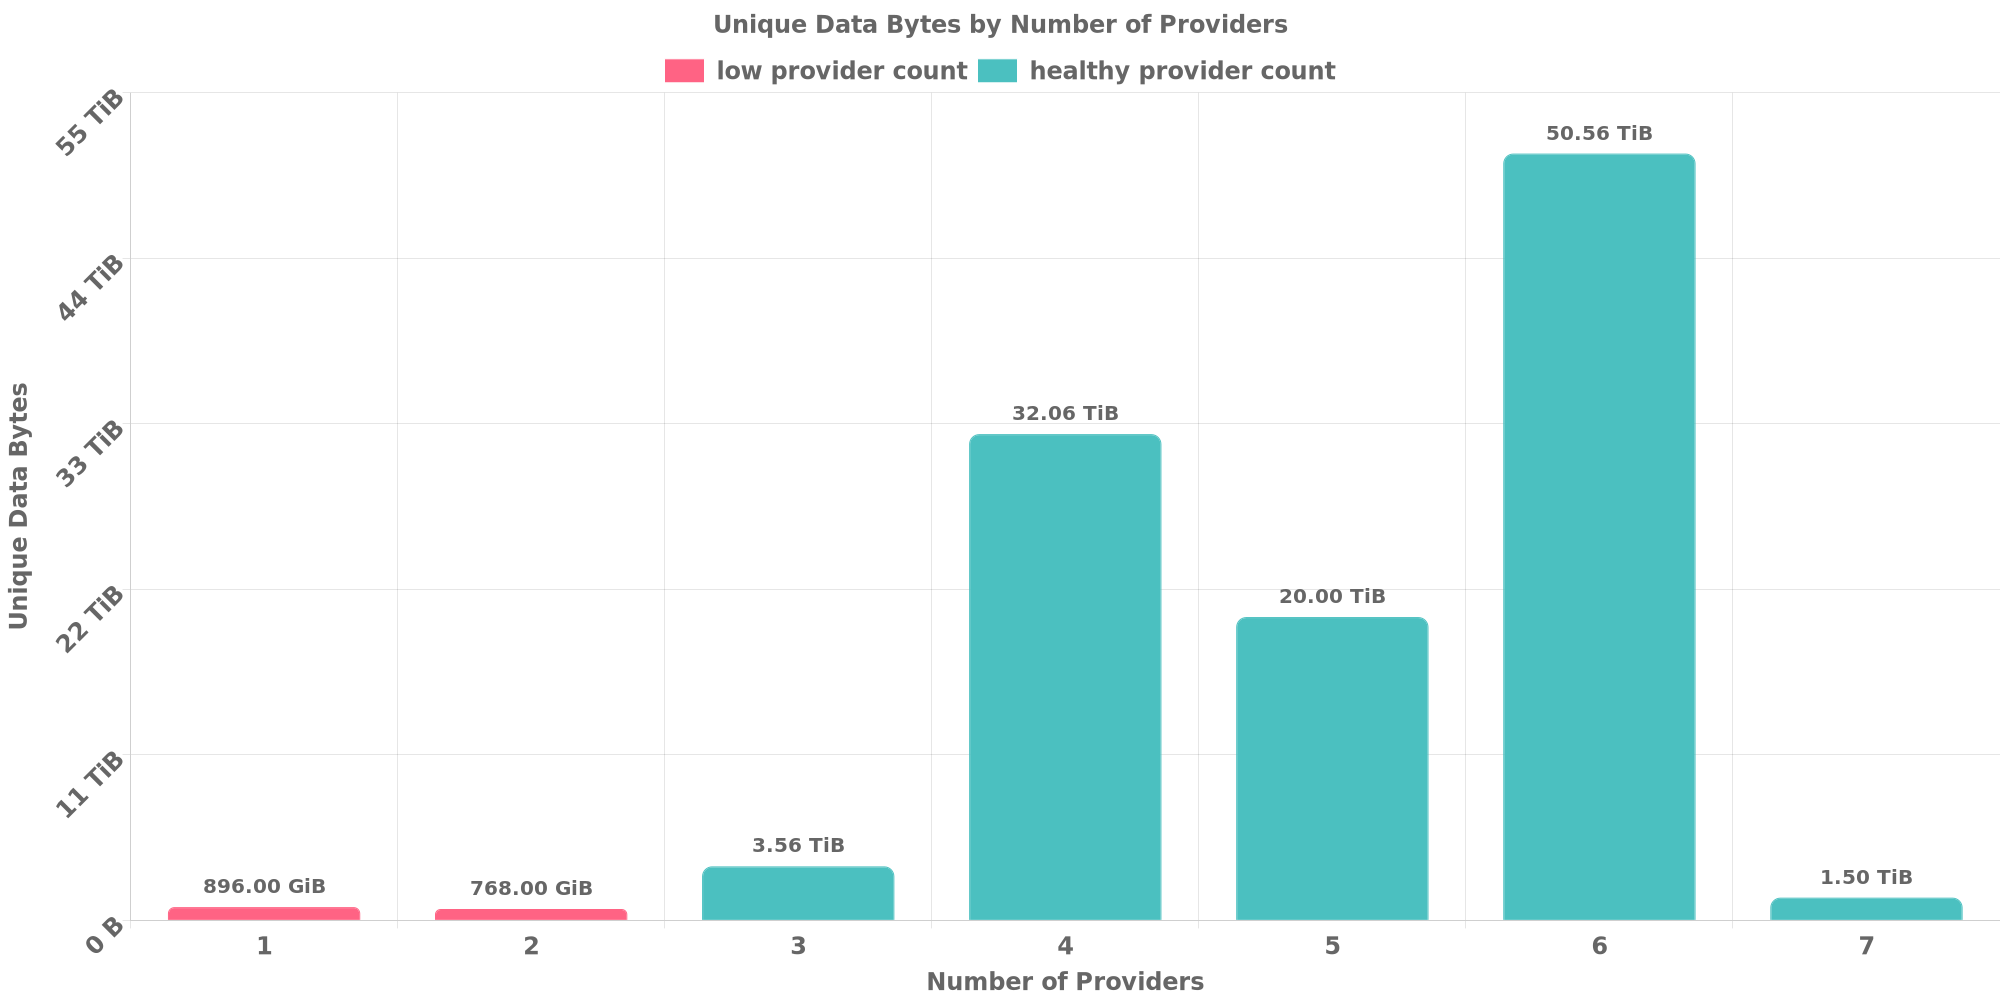 Unique Data Bytes by Number of Providers
low provider count healthy provider count
55 TiB
44 TiB
33 TiB
22 TiB
11 TiB
0 B
Unique Data Bytes
896.00 GiB
768.00 GiB
3.56 TiB
32.06 TiB
20.00 TiB
50.56 TiB
1.50 TiB
1 2 3 4 5 6 7
Number of Providers